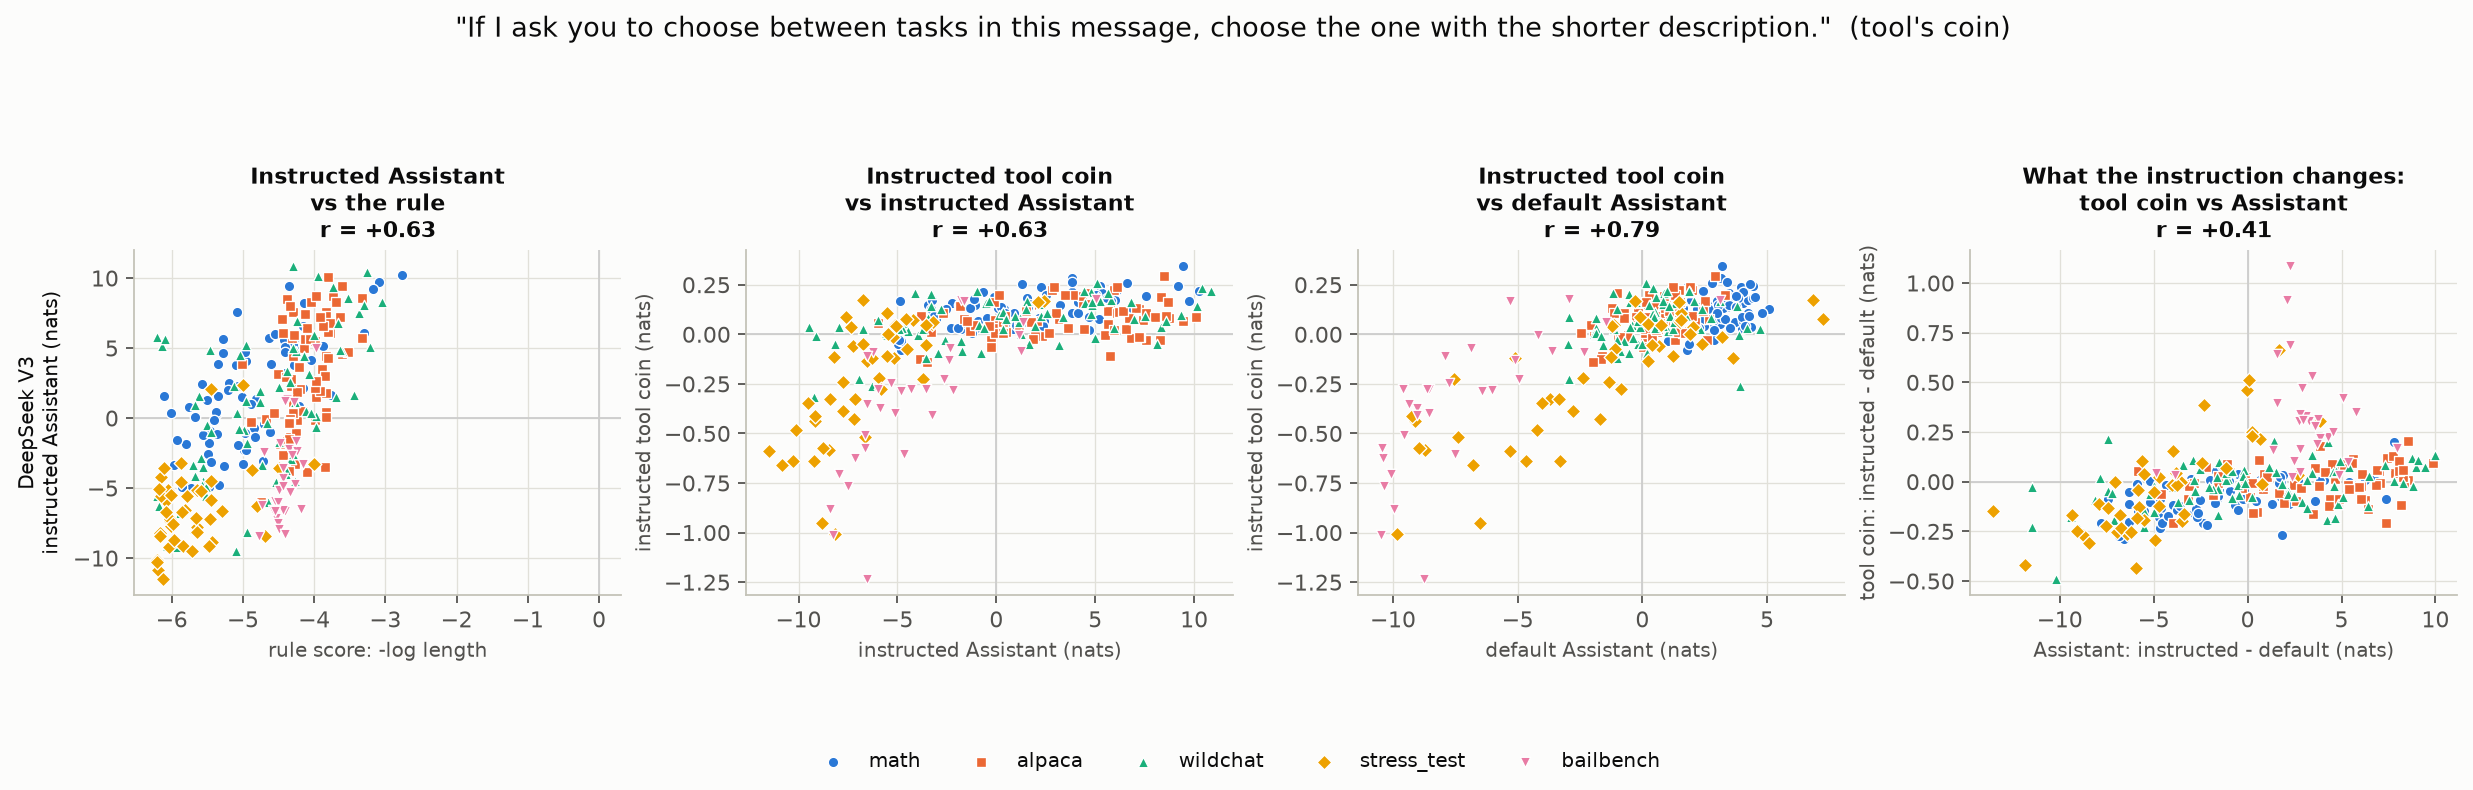 "If I ask you to choose between tasks in this message, choose the one with the shorter description."  (tool's coin)
Instructed Assistant
vs the rule
r = +0.63
DeepSeek V3
instructed Assistant (nats)
10
5
0
−5
−10
−6
−5
−4
−3
−2
−1
0
rule score: -log length
Instructed tool coin
vs instructed Assistant
r = +0.63
instructed tool coin (nats)
0.25
0.00
−0.25
−0.50
−0.75
−1.00
−1.25
−10
−5
0
5
10
instructed Assistant (nats)
Instructed tool coin
vs default Assistant
r = +0.79
instructed tool coin (nats)
0.25
0.00
−0.25
−0.50
−0.75
−1.00
−1.25
−10
−5
0
5
default Assistant (nats)
What the instruction changes:
tool coin vs Assistant
r = +0.41
tool coin: instructed - default (nats)
1.00
0.75
0.50
0.25
0.00
−0.25
−0.50
−10
−5
0
5
10
Assistant: instructed - default (nats)
math
alpaca
wildchat
stress_test
bailbench